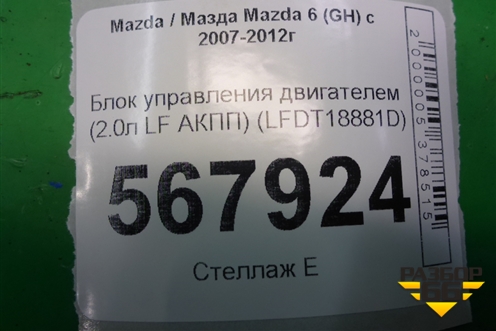 Mazda / Мазда Mazda 6 (GH) с
2007-2012г
Блок управления двигателем
(2.0л LF АКПП) (LFDT18881D)
567924
Стеллаж Е
2000005378515
РАЗБОР
66